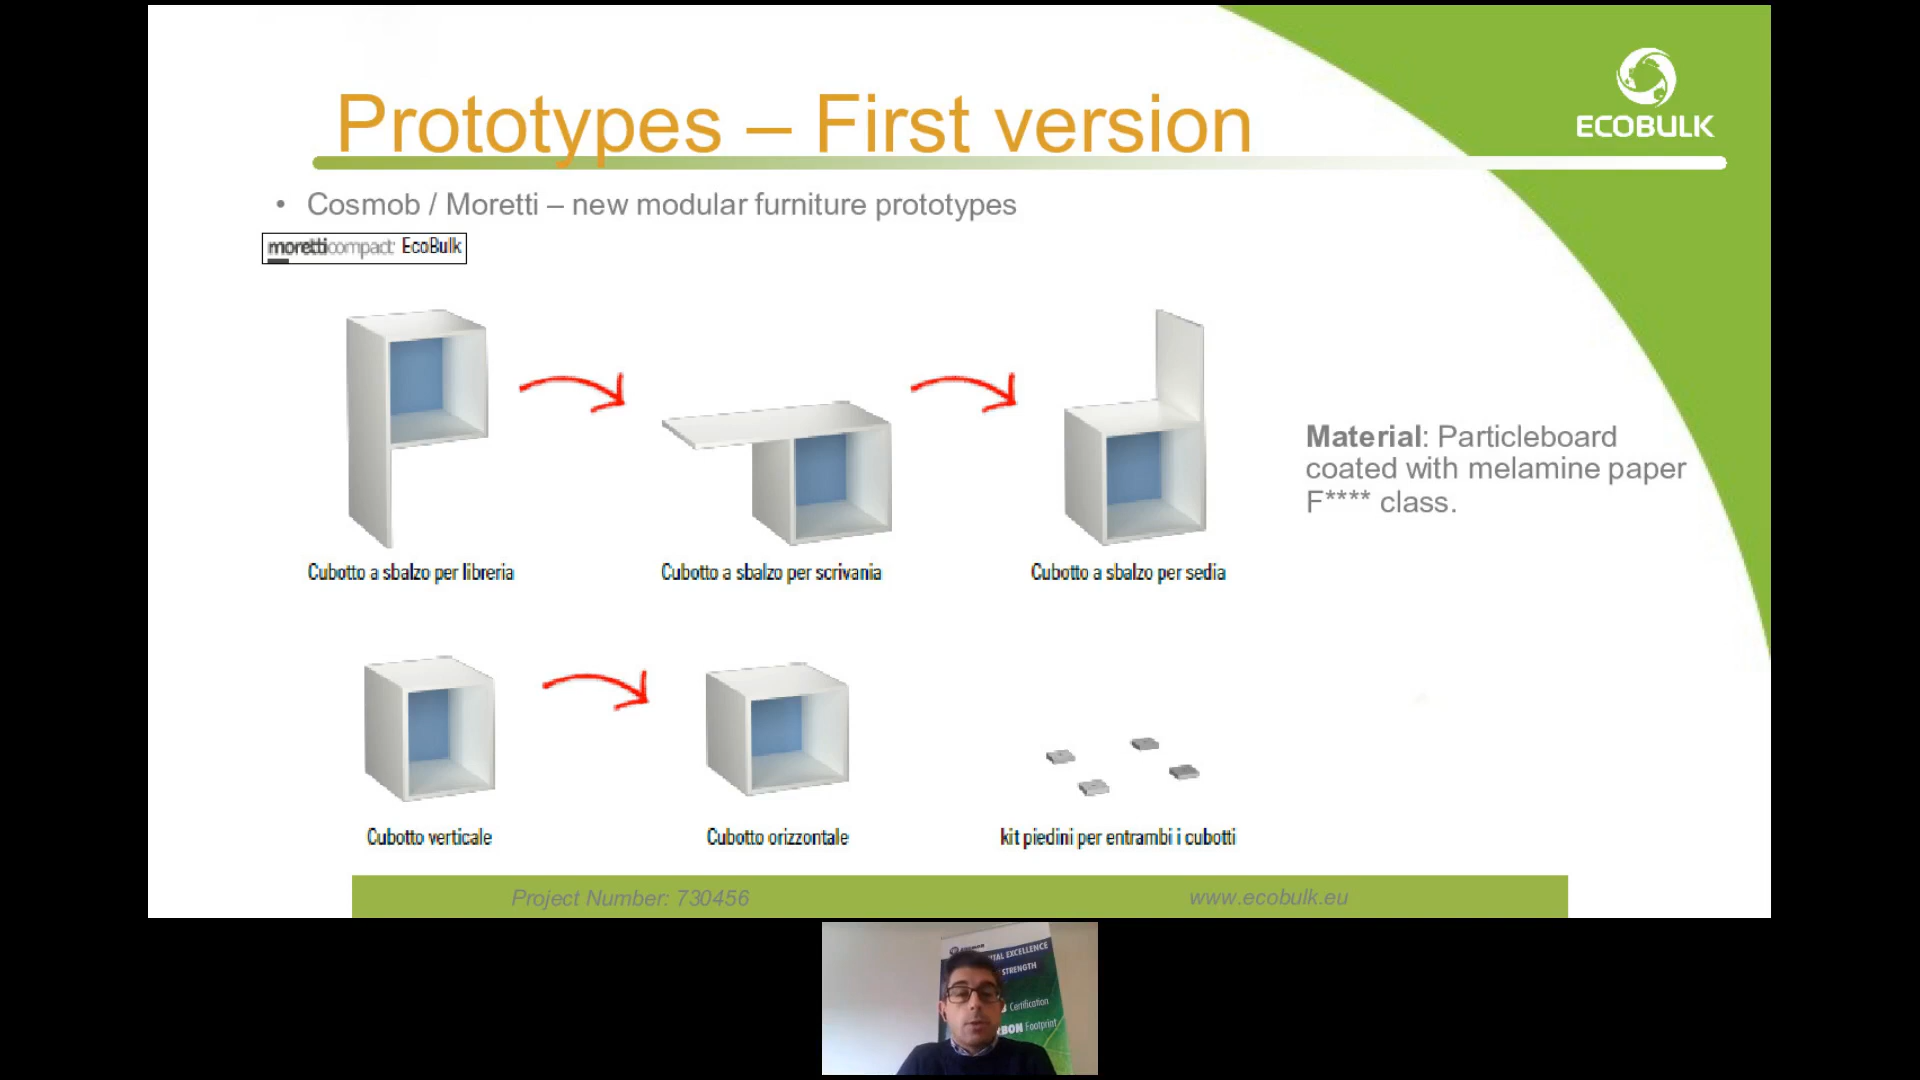 Prototypes – First version
ECOBULK
• Cosmob / Moretti – new modular furniture prototypes
moretticompact: EcoBulk
Material: Particleboard
coated with melamine paper
F**** class.
Cubotto a sbalzo per libreria
Cubotto a sbalzo per scrivania
Cubotto a sbalzo per sedia
Cubotto verticale
Cubotto orizzontale
kit piedini per entrambi i cubotti
Project Number: 730456
www.ecobulk.eu
EXCELLENCE
STRENGTH
Certification
Footprint